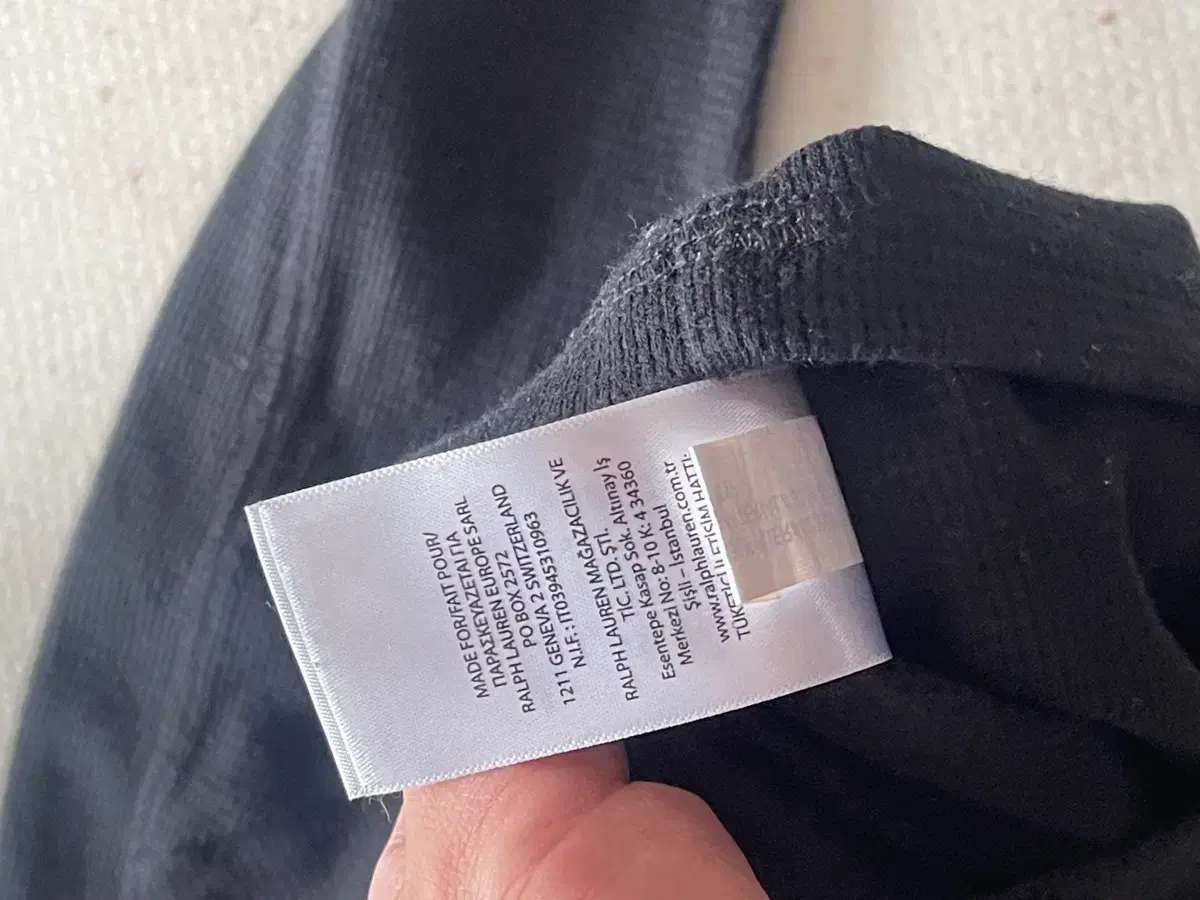 MADE FOR/FAIT POUR/
ΠΑΡΑΣΚΕΥΑΖΕΤΑΙ ΓΙΑ
RALPH LAUREN EUROPE SARL
PO BOX 2572
1211 GENEVA 2 SWITZERLAND
N.I.F.: IT03945310963
RALPH LAUREN MAĞAZACILIK VE
TİC. LTD. ŞTİ.
Esentepe Kasap Sok. Altınay İş
Merkezi No: 8-10 K: 4 34360
Şişli – İstanbul
www.ralphlauren.com.tr
HATTI: